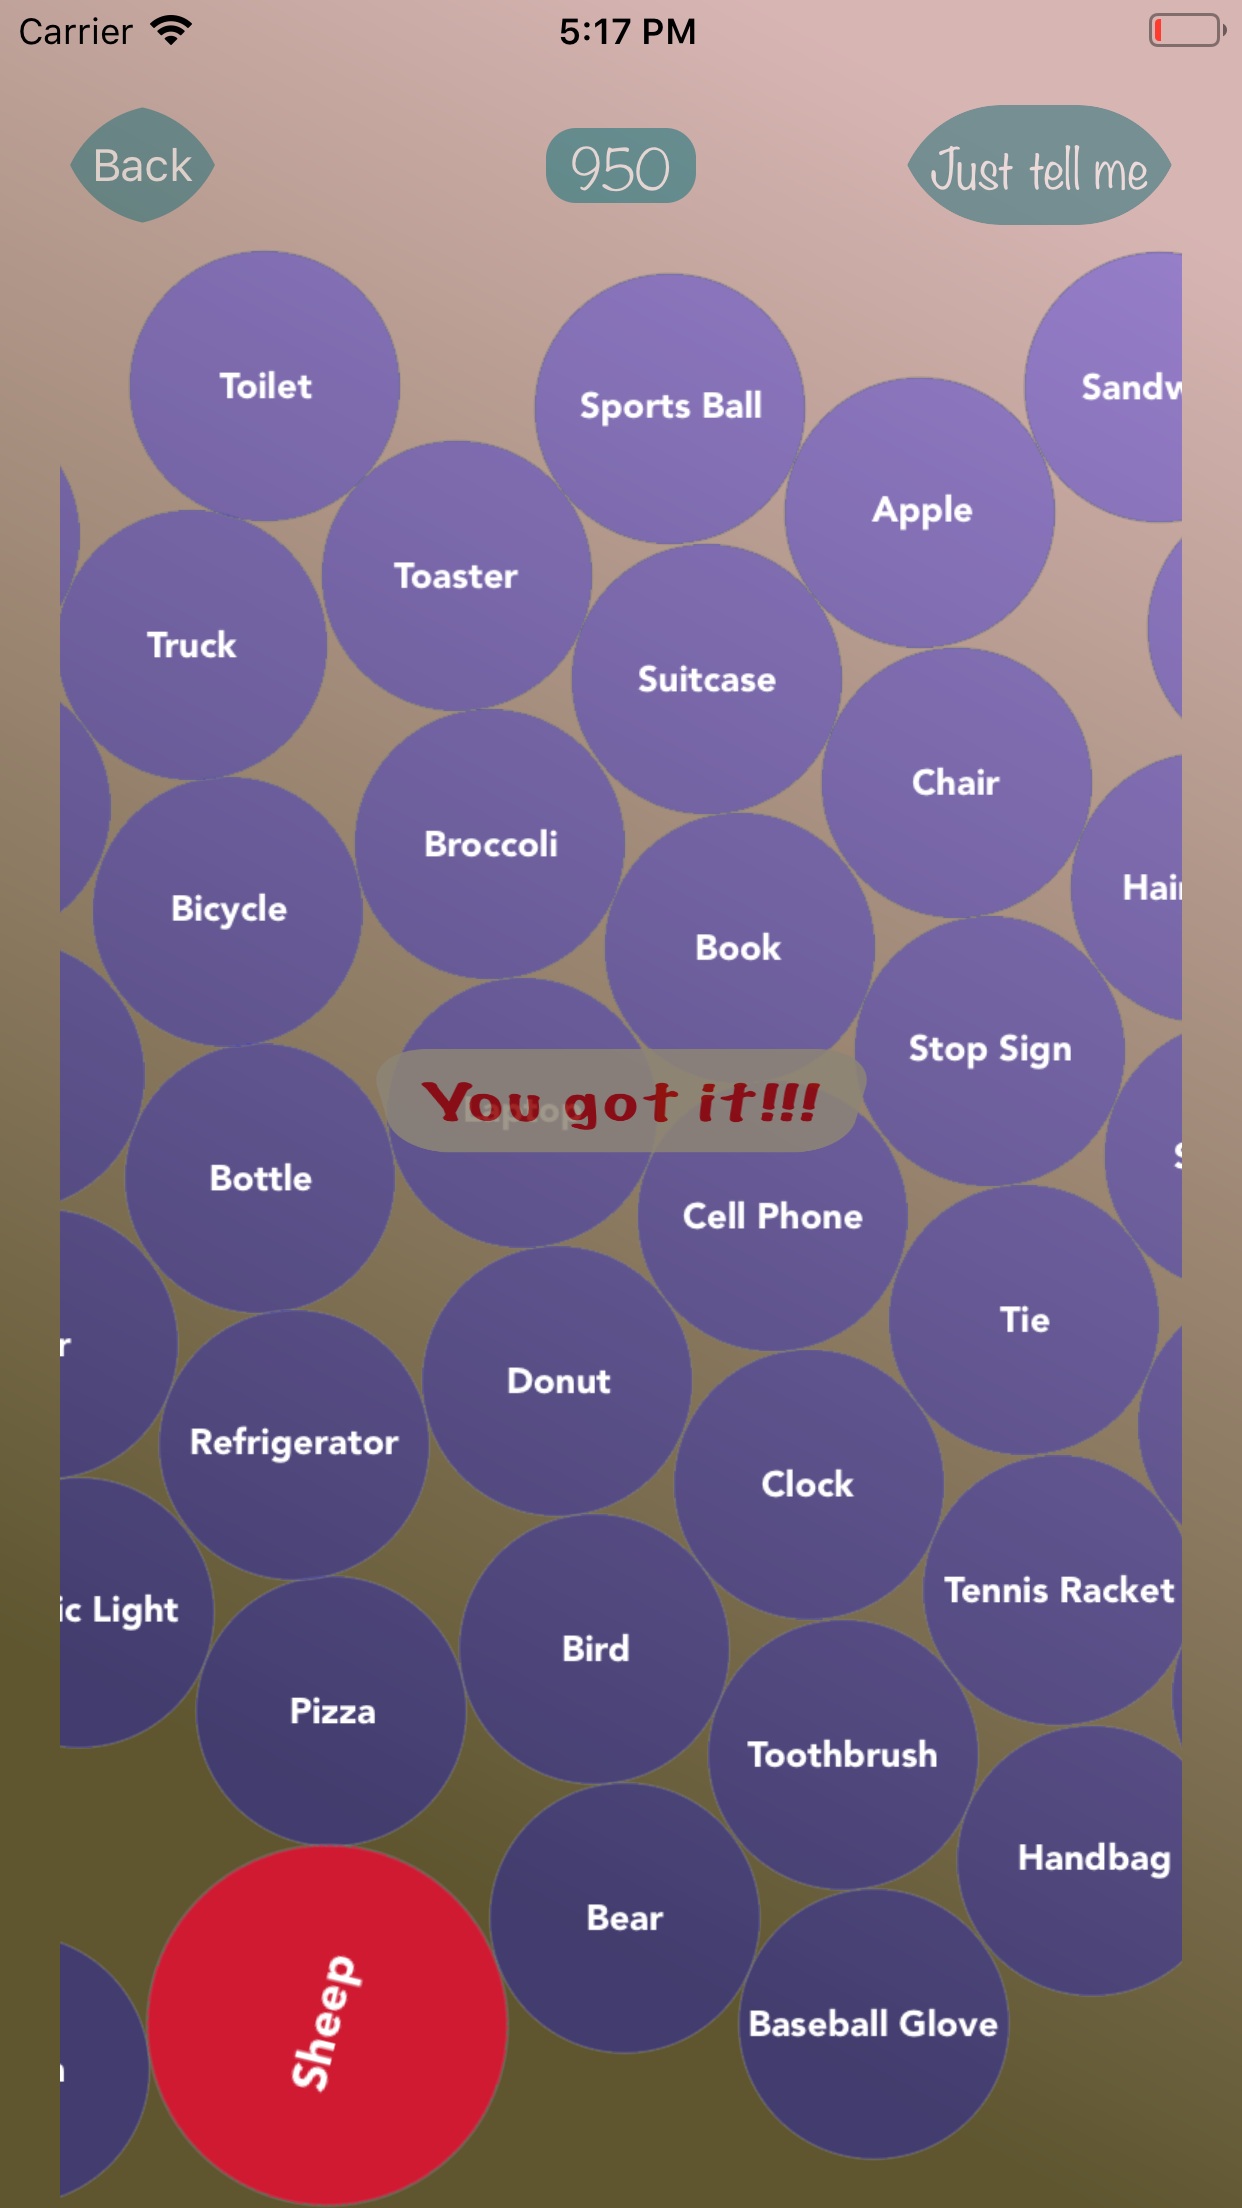 Carrier 5:17 PM
Back
950
Just tell me
Toilet
Sports Ball
Sandw
Apple
Toaster
Truck
Suitcase
Chair
Broccoli
Hair
Bicycle
Book
Stop Sign
Laptop
You got it!!!
S
Bottle
Cell Phone
Tie
r
Donut
Refrigerator
Clock
Tennis Racket
ic Light
Bird
Pizza
Toothbrush
Handbag
Bear
Sheep
Baseball Glove